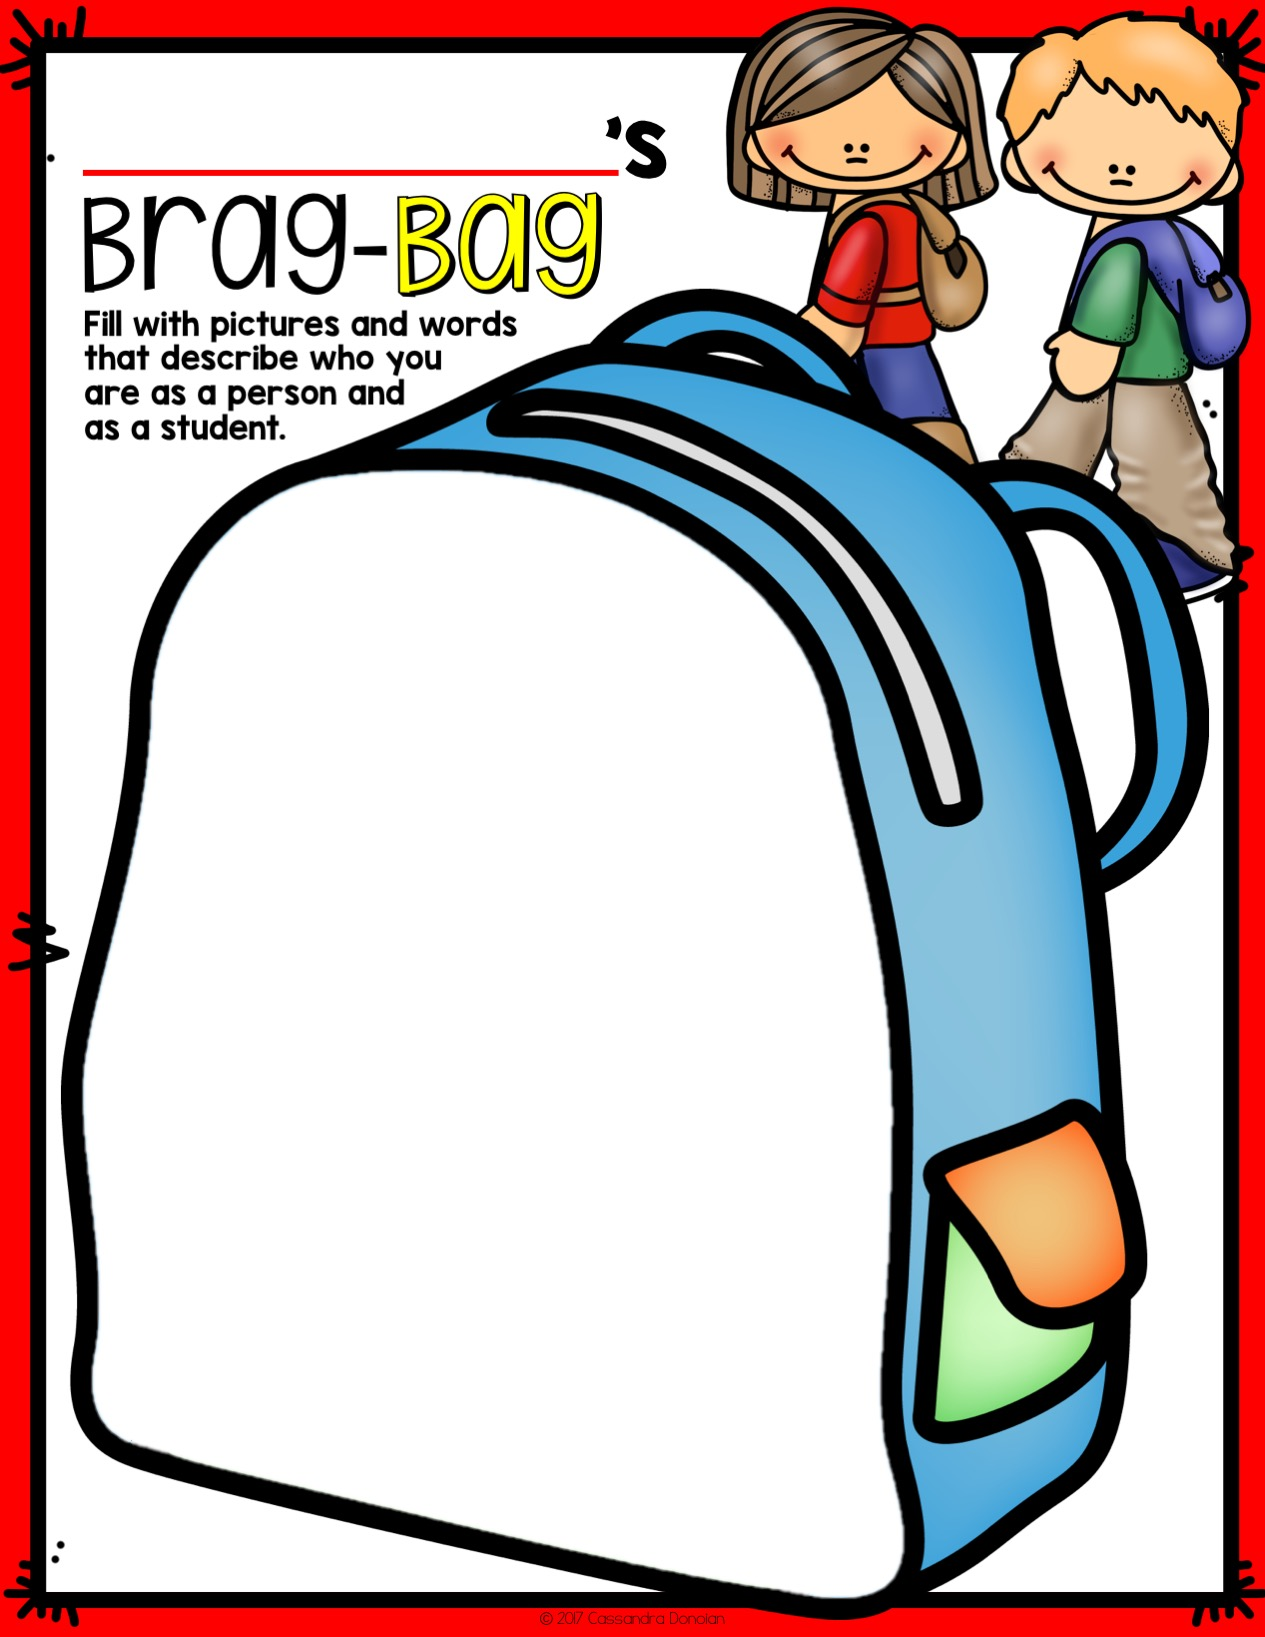 's
Brag-Bag
Fill with pictures and words
that describe who you
are as a person and
as a student.
© 2017 Cassandra Donolan